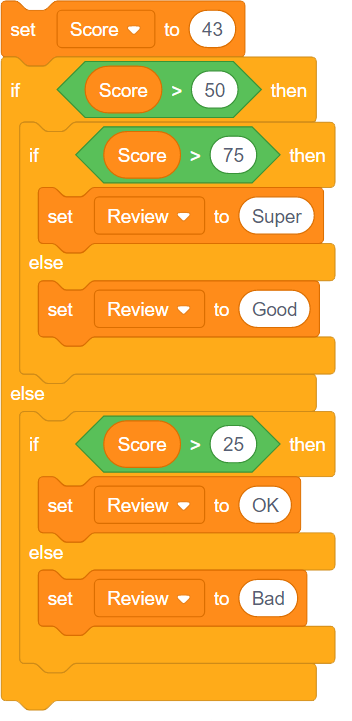 set Score to 43
if Score > 50 then
if Score > 75 then
set Review to Super
else
set Review to Good
else
if Score > 25 then
set Review to OK
else
set Review to Bad